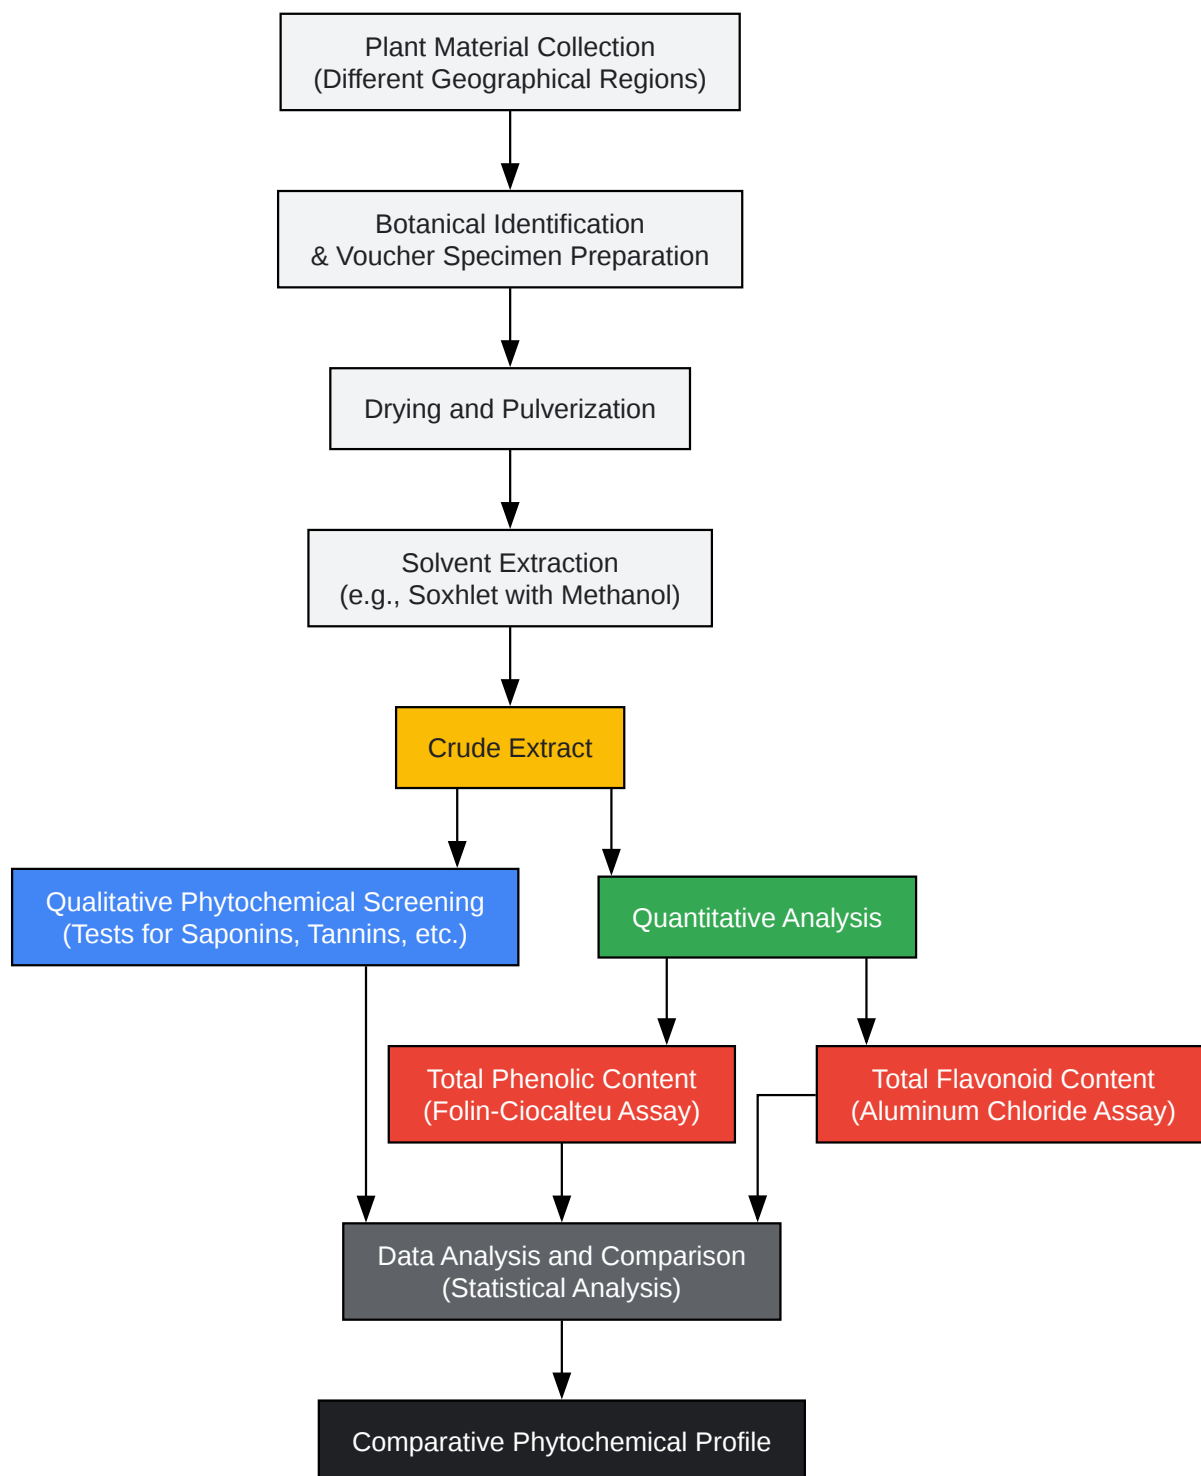 Plant Material Collection
(Different Geographical Regions)
Botanical Identification
& Voucher Specimen Preparation
Drying and Pulverization
Solvent Extraction
(e.g., Soxhlet with Methanol)
Crude Extract
Qualitative Phytochemical Screening
(Tests for Saponins, Tannins, etc.)
Quantitative Analysis
Total Phenolic Content
(Folin-Ciocalteu Assay)
Total Flavonoid Content
(Aluminum Chloride Assay)
Data Analysis and Comparison
(Statistical Analysis)
Comparative Phytochemical Profile